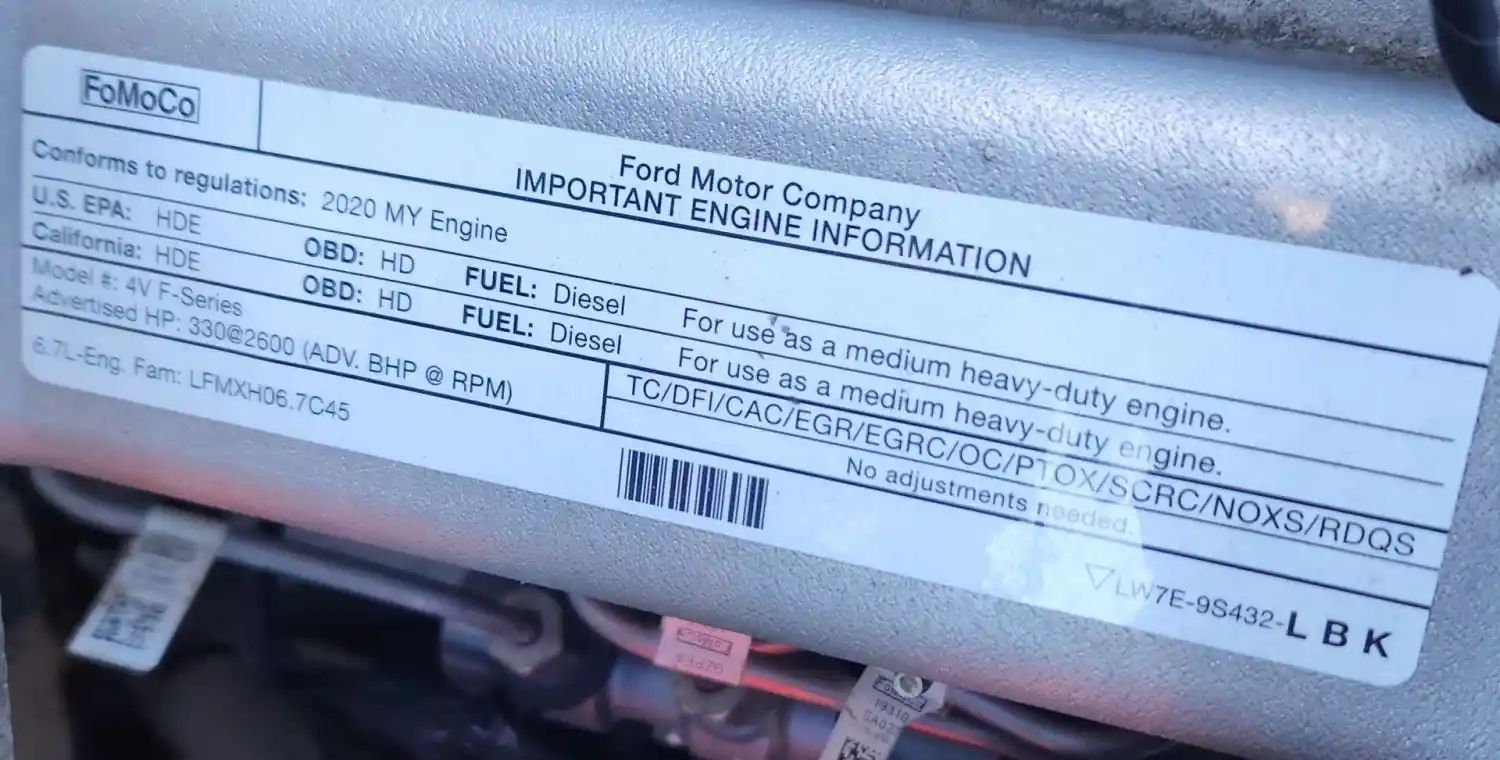 FoMoCo
Ford Motor Company
IMPORTANT ENGINE INFORMATION
Conforms to regulations: 2020 MY Engine
U.S. EPA: HDE OBD: HD FUEL: Diesel For use as a medium heavy-duty engine.
California: HDE OBD: HD FUEL: Diesel For use as a medium heavy-duty engine.
Model #: 4V F-Series
Advertised HP: 330@2600 (ADV. BHP @ RPM)
TC/DFI/CAC/EGR/EGRC/OC/PTOX/SCRC/NOXS/RDQS
No adjustments needed.
6.7L-Eng. Fam: LFMXH06.7C45
▽LW7E-9S432-L B K
19310